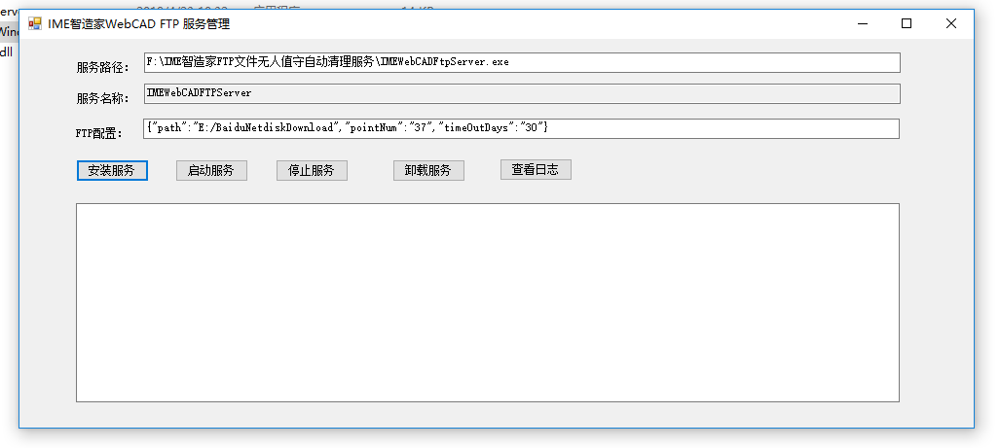 IME智造家WebCAD FTP 服务管理
服务路径： F:\IME智造家FTP文件无人值守自动清理服务\IMEWebCADFtpServer.exe
服务名称： IMEWebCADFTPServer
FTP配置： {"path":"E:/BaiduNetdiskDownload","pointNum":"37","timeOutDays":"30"}
安装服务 启动服务 停止服务 卸载服务 查看日志
dll